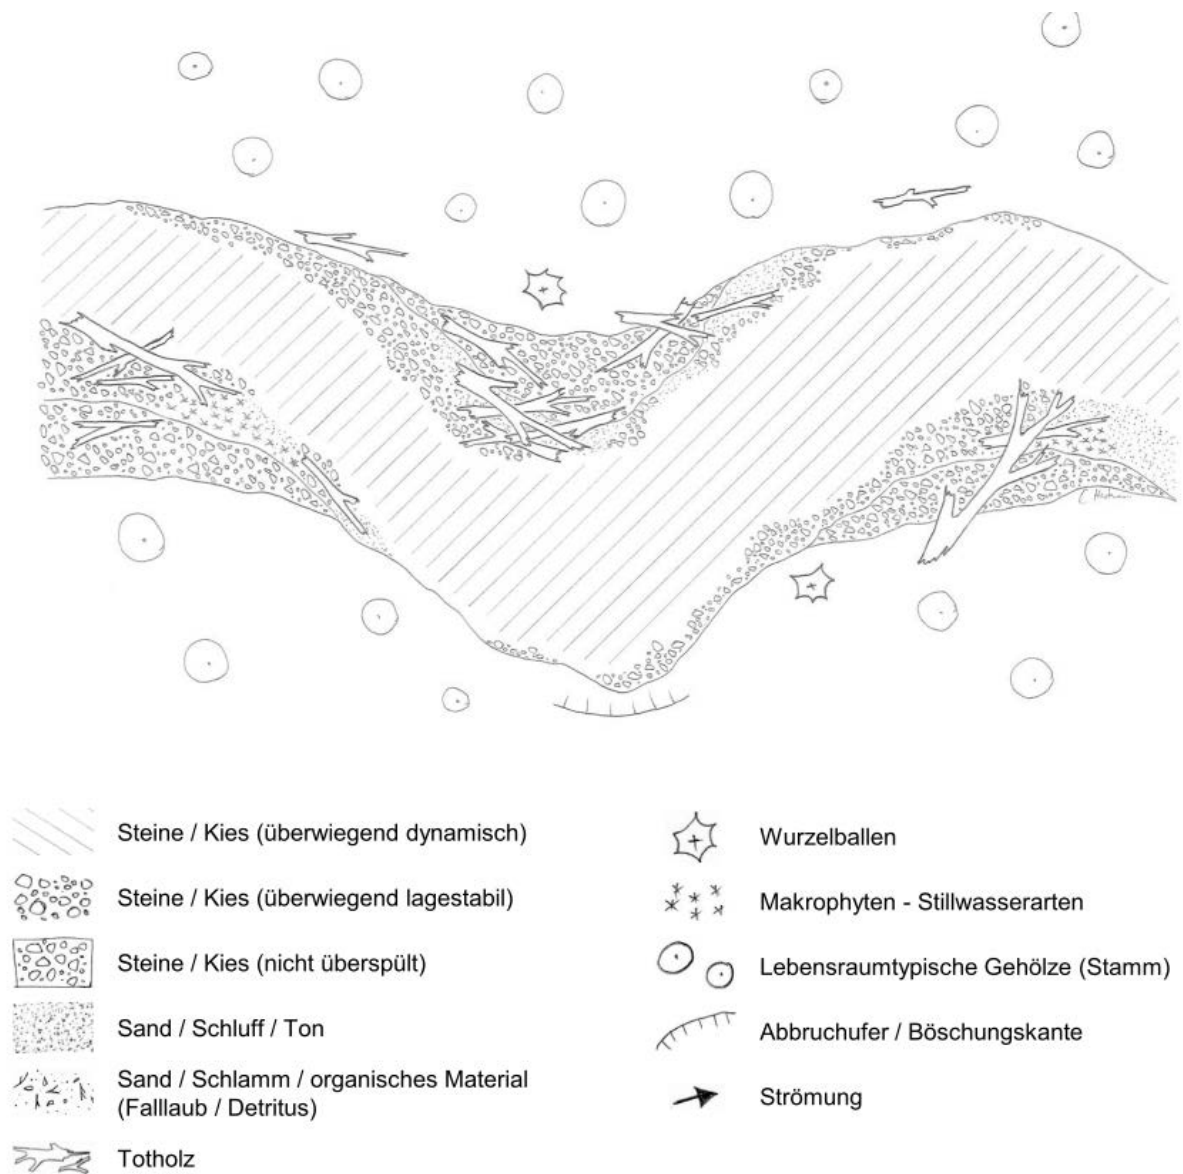 Steine / Kies (überwiegend dynamisch)
Steine / Kies (überwiegend lagestabil)
Steine / Kies (nicht überspült)
Sand / Schluff / Ton
Sand / Schlamm / organisches Material
(Falllaub / Detritus)
Totholz
Wurzelballen
Makrophyten - Stillwasserarten
Lebensraumtypische Gehölze (Stamm)
Abbruchufer / Böschungskante
Strömung